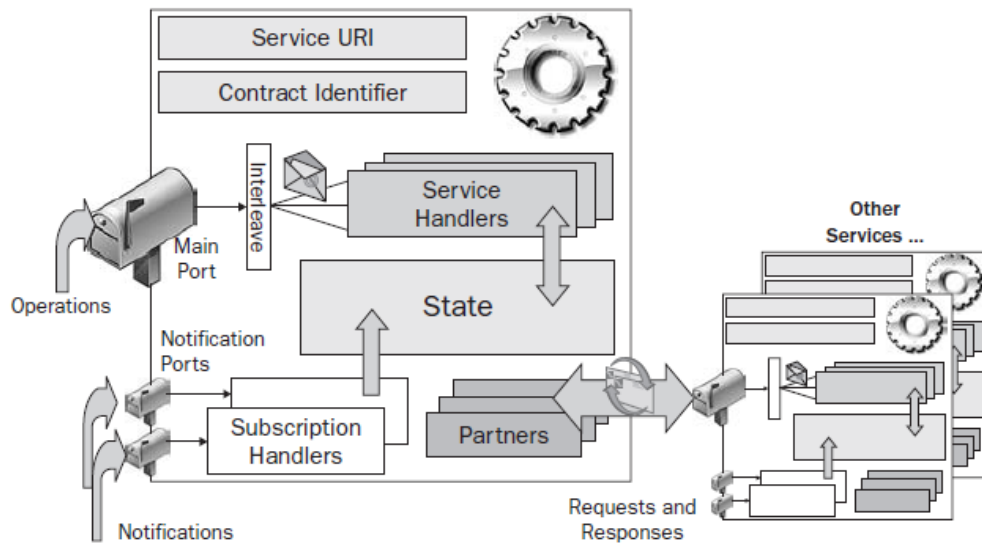 Service URI
Contract Identifier
Interleave
Service
Handlers
Main
Port
Operations
State
Other
Services ...
Notification
Ports
Subscription
Handlers
Partners
Notifications
Requests and
Responses